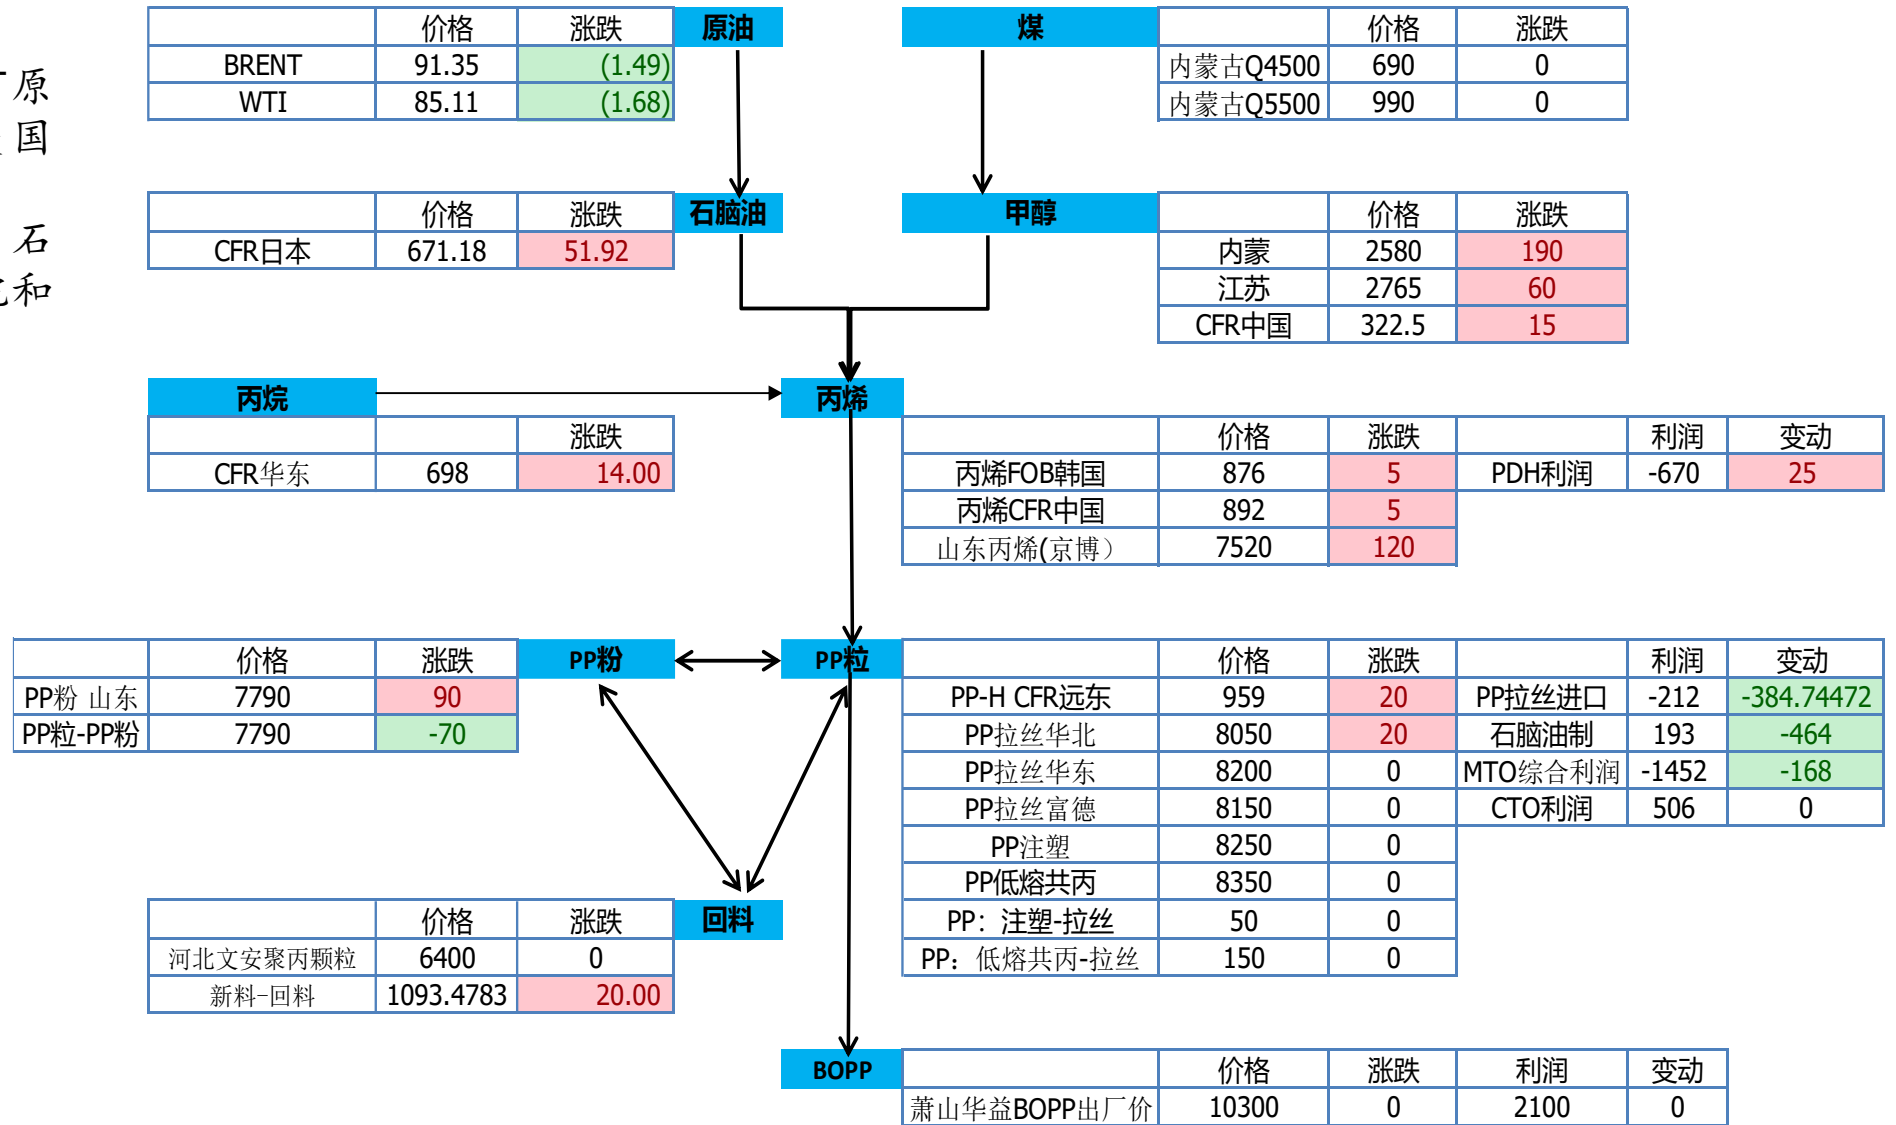 价格 涨跌 原油 煤 价格 涨跌
BRENT 91.35 (1.49) 内蒙古Q4500 690 0
WTI 85.11 (1.68) 内蒙古Q5500 990 0
原
国
价格 涨跌 石脑油 甲醇 价格 涨跌
CFR日本 671.18 51.92 内蒙 2580 190
石
江苏 2765 60
和
CFR中国 322.5 15
丙烷 丙烯
涨跌 价格 涨跌 利润 变动
CFR华东 698 14.00 丙烯FOB韩国 876 5 PDH利润 -670 25
丙烯CFR中国 892 5
山东丙烯(京博） 7520 120
价格 涨跌 PP粉 PP粒 价格 涨跌 利润 变动
PP粉 山东 7790 90 PP-H CFR远东 959 20 PP拉丝进口 -212 -384.74472
PP粒-PP粉 7790 -70 PP拉丝华北 8050 20 石脑油制 193 -464
PP拉丝华东 8200 0 MTO综合利润 -1452 -168
PP拉丝富德 8150 0 CTO利润 506 0
PP注塑 8250 0
PP低熔共丙 8350 0
价格 涨跌 回料 PP：注塑-拉丝 50 0
河北文安聚丙颗粒 6400 0 PP：低熔共丙-拉丝 150 0
新料-回料 1093.4783 20.00
BOPP 价格 涨跌 利润 变动
萧山华益BOPP出厂价 10300 0 2100 0